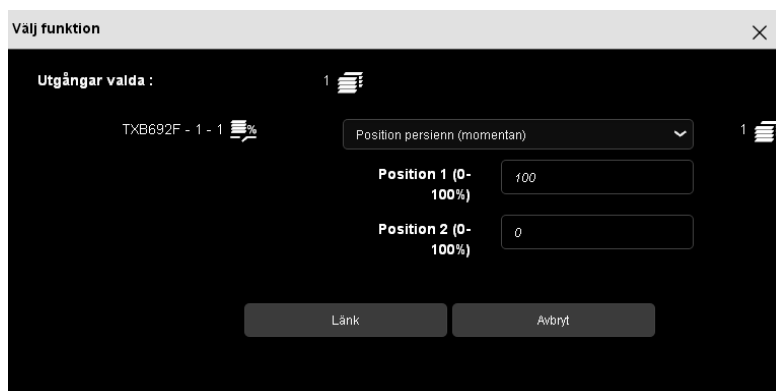 Välj funktion
Utgångar valda :
1
TXB692F - 1 - 1
%
Position persienn (momentan)
1
Position 1 (0-
100%)
100
Position 2 (0-
100%)
0
Länk
Avbryt